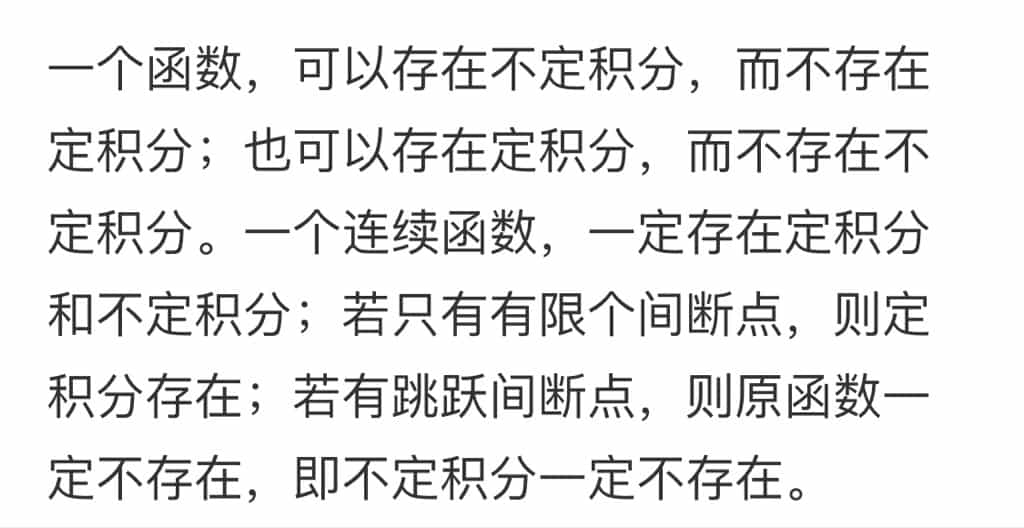 一个函数，可以存在不定积分，而不存在
定积分；也可以存在定积分，而不存在不
定积分。一个连续函数，一定存在定积分
和不定积分；若只有有限个间断点，则定
积分存在；若有跳跃间断点，则原函数一
定不存在，即不定积分一定不存在。